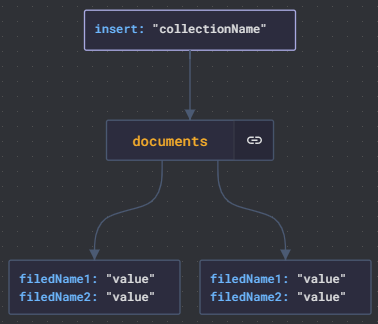 insert: "collectionName"
documents
filedName1: "value"
filedName2: "value"
filedName1: "value"
filedName2: "value"